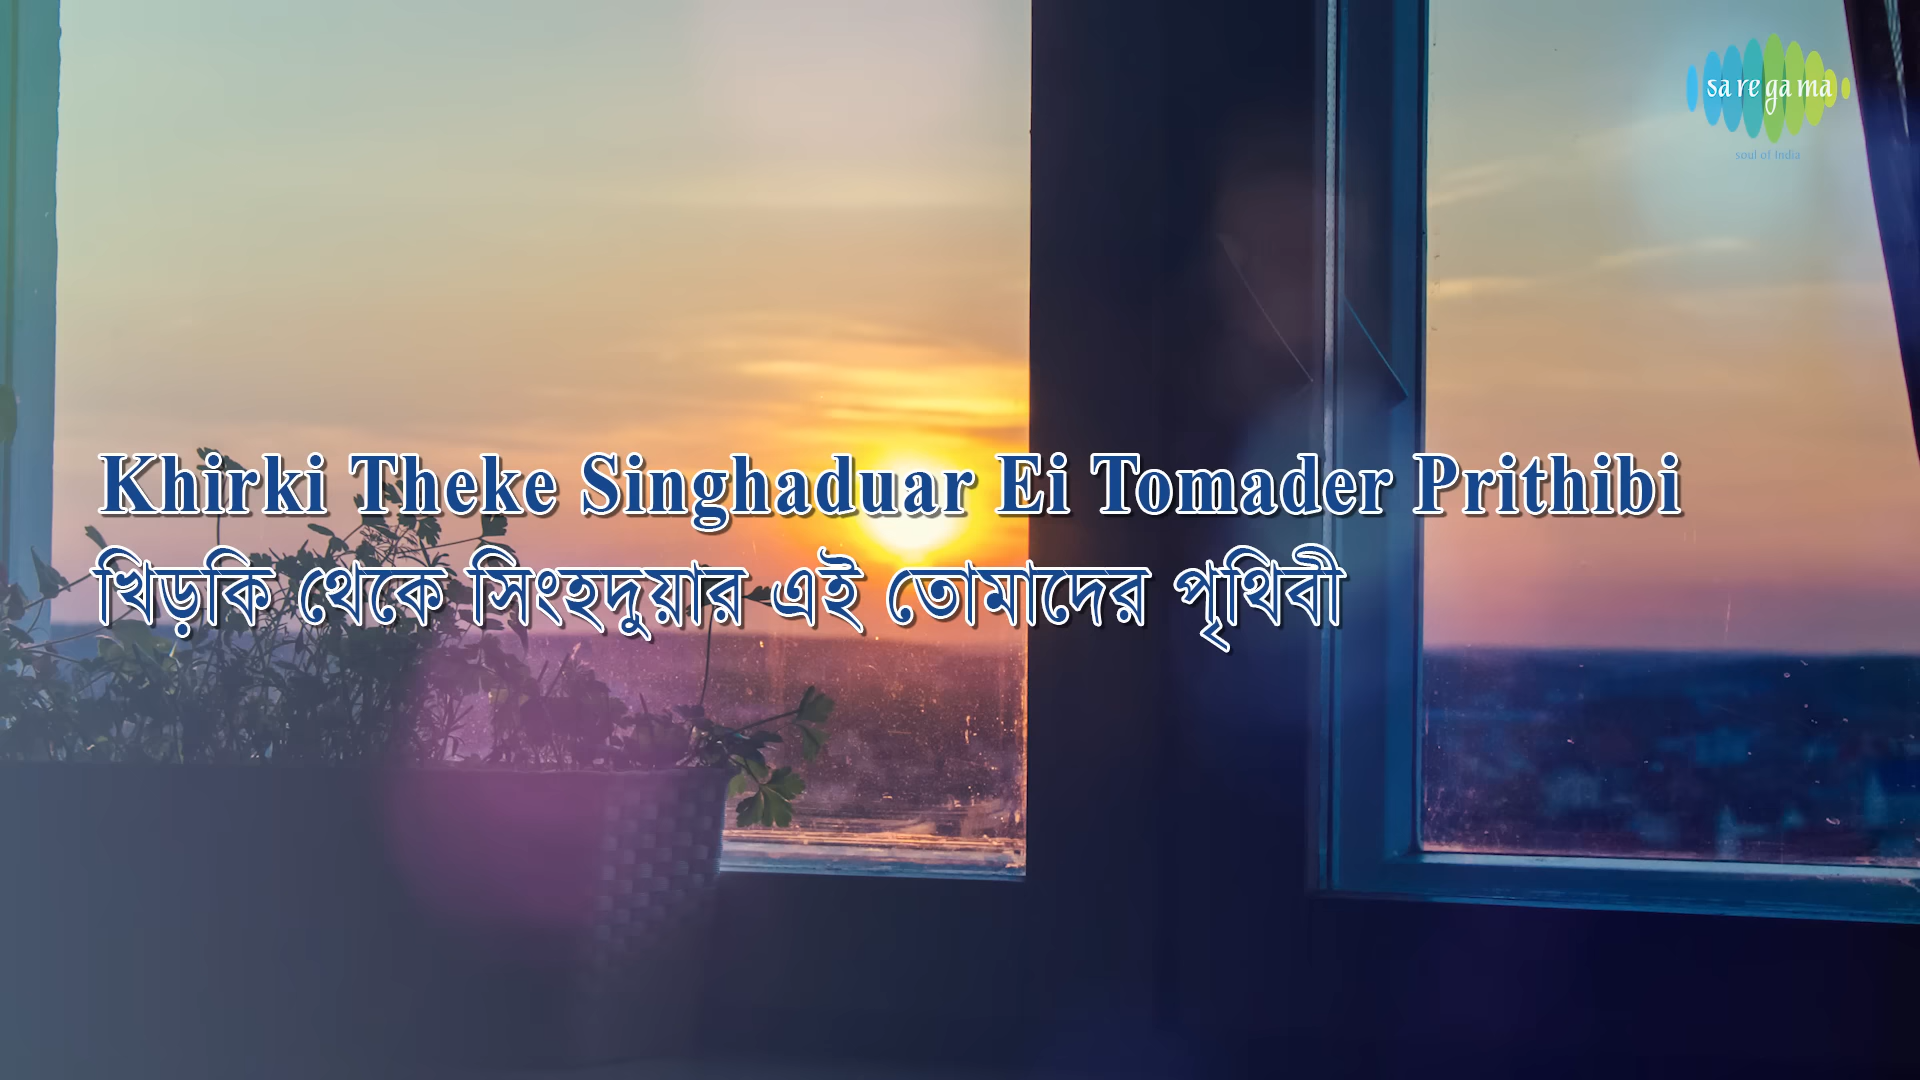 sa re ga ma
soul of India
Khirki Theke Singhaduar Ei Tomader Prithibi
খিড়কি থেকে সিংহদুয়ার এই তোমাদের পৃথিবী